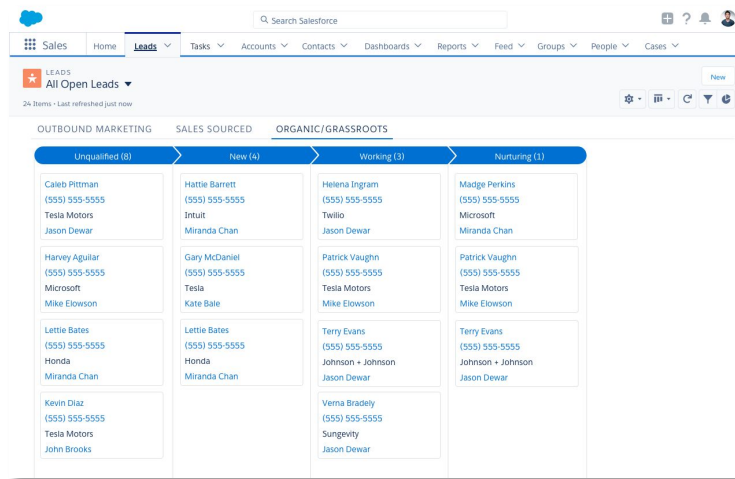 Search Salesforce
Sales
Home
Leads
Tasks
Accounts
Contacts
Dashboards
Reports
Feed
Groups
People
Cases
LEADS
All Open Leads
New
24 Items • Last refreshed just now
OUTBOUND MARKETING
SALES SOURCED
ORGANIC/GRASSROOTS
Unqualified (8)
New (4)
Working (3)
Nurturing (1)
Caleb Pittman
(555) 555-5555
Tesla Motors
Jason Dewar
Harvey Aguilar
(555) 555-5555
Microsoft
Mike Elowson
Lettie Bates
(555) 555-5555
Honda
Miranda Chan
Kevin Diaz
(555) 555-5555
Tesla Motors
John Brooks
Hattie Barrett
(555) 555-5555
Intuit
Miranda Chan
Gary McDaniel
(555) 555-5555
Tesla
Kate Bale
Lettie Bates
(555) 555-5555
Honda
Miranda Chan
Helena Ingram
(555) 555-5555
Twilio
Jason Dewar
Patrick Vaughn
(555) 555-5555
Tesla Motors
Mike Elowson
Terry Evans
(555) 555-5555
Johnson + Johnson
Jason Dewar
Verna Bradely
(555) 555-5555
Sungevity
Jason Dewar
Madge Perkins
(555) 555-5555
Microsoft
Miranda Chan
Patrick Vaughn
(555) 555-5555
Tesla Motors
Mike Elowson
Terry Evans
(555) 555-5555
Johnson + Johnson
Jason Dewar